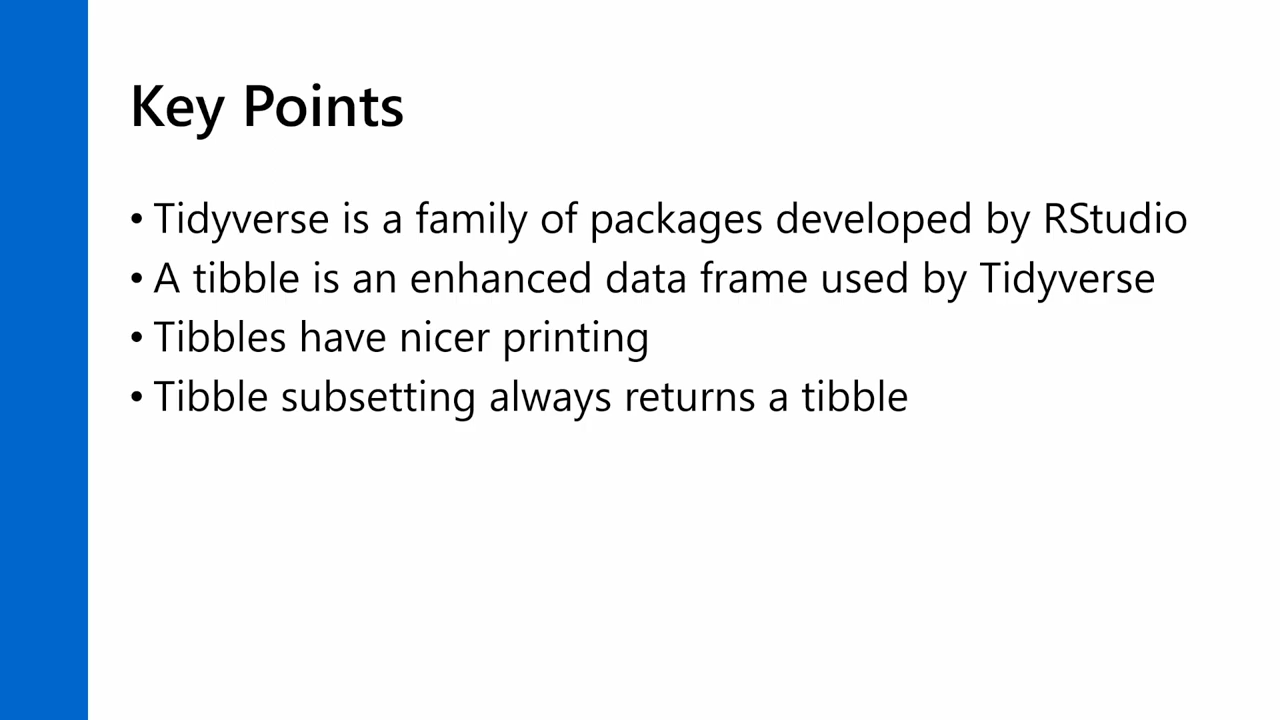 Key Points
• Tidyverse is a family of packages developed by RStudio
• A tibble is an enhanced data frame used by Tidyverse
• Tibbles have nicer printing
• Tibble subsetting always returns a tibble